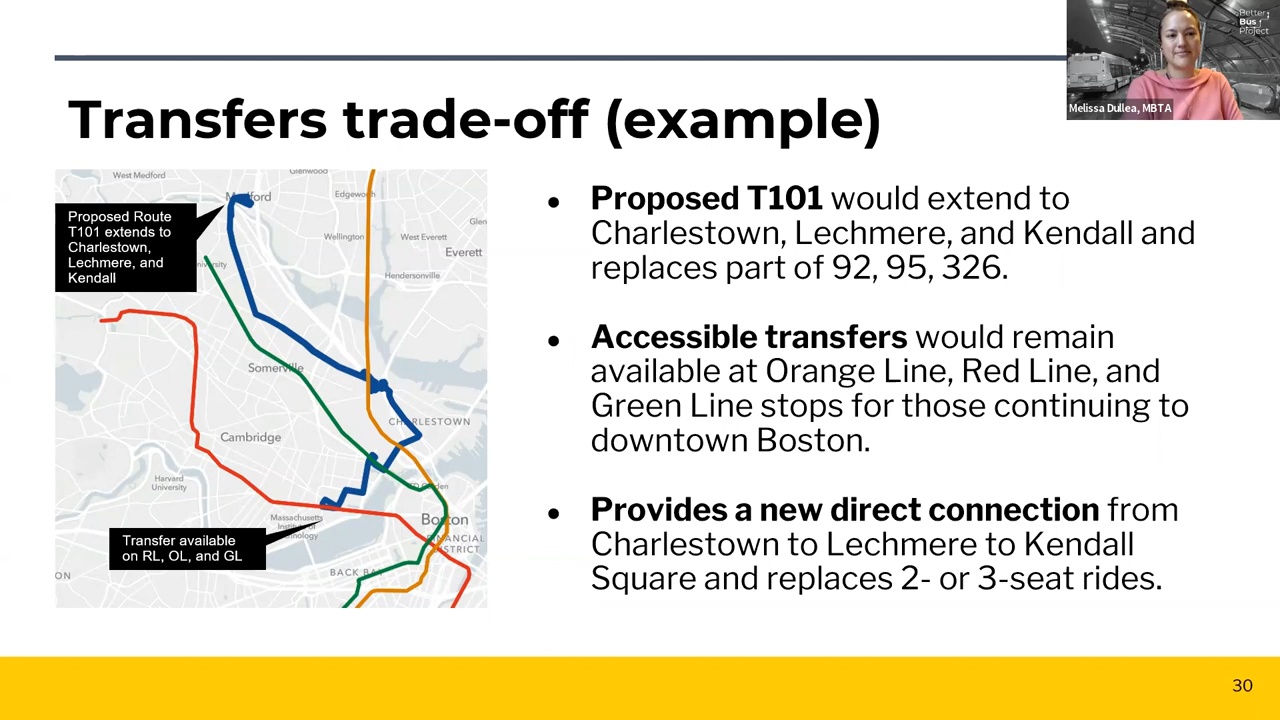 Better
Bus
Project
Melissa Dullea, MBTA
Transfers trade-off (example)
West Medford
Glenwood
Edgeworth
Proposed Route
T101 extends to
Charlestown,
Lechmere, and
Kendall
Wellington
West Everett
Everett
Hendersonville
Somerville
CHARLESTOWN
Cambridge
Harvard
University
Massachusetts
Boston
FINANCIAL
DISTRICT
Transfer available
on RL, OL, and GL
BACK BAY
● Proposed T101 would extend to
Charlestown, Lechmere, and Kendall and
replaces part of 92, 95, 326.
● Accessible transfers would remain
available at Orange Line, Red Line, and
Green Line stops for those continuing to
downtown Boston.
● Provides a new direct connection from
Charlestown to Lechmere to Kendall
Square and replaces 2- or 3-seat rides.
30